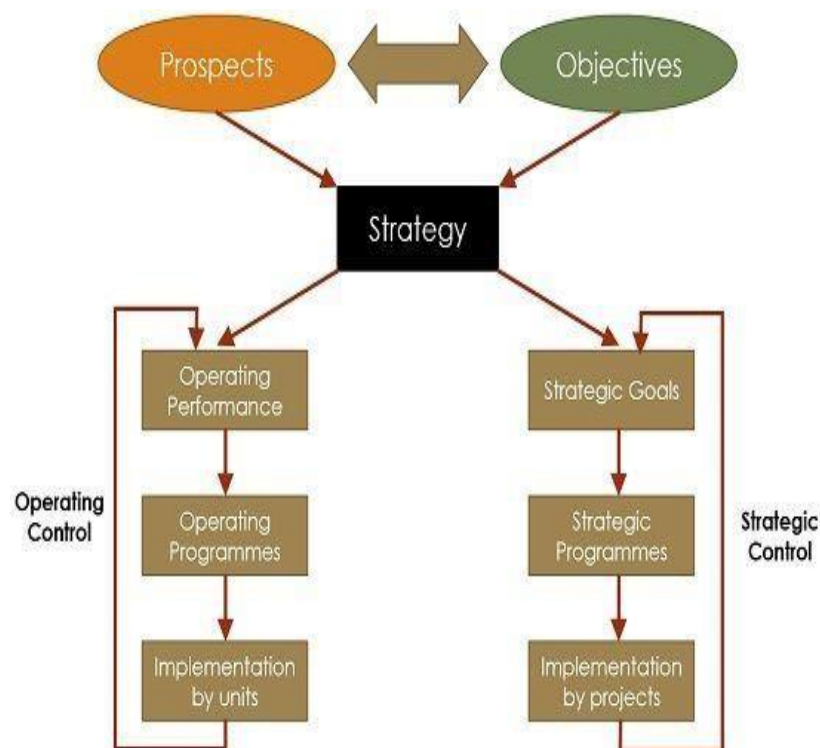 Prospects
Objectives
Strategy
Operating
Performance
Strategic Goals
Operating
Control
Operating
Programmes
Strategic
Programmes
Strategic
Control
Implementation
by units
Implementation
by projects